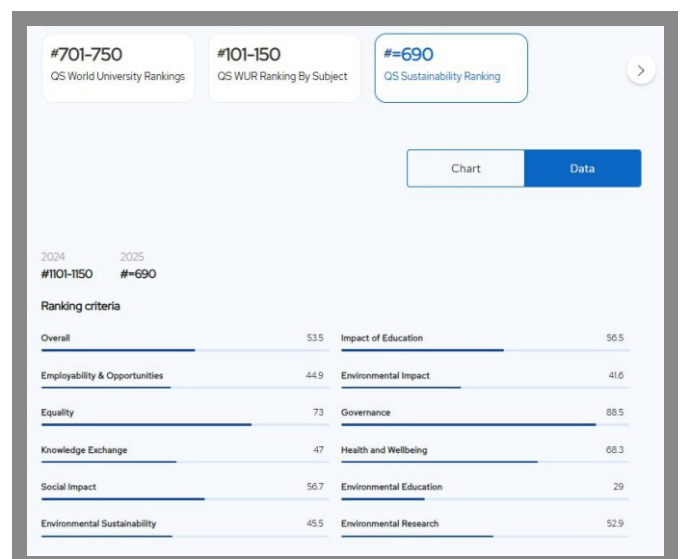 #701-750 #101-150 #=690
QS World University Rankings QS WUR Ranking By Subject QS Sustainability Ranking
Chart Data
2024 2025
#1101-1150 #=690
Ranking criteria
Overall 53.5 Impact of Education 56.5
Employability & Opportunities 44.9 Environmental Impact 41.6
Equality 73 Governance 88.5
Knowledge Exchange 47 Health and Wellbeing 68.3
Social Impact 56.7 Environmental Education 29
Environmental Sustainability 45.5 Environmental Research 52.9